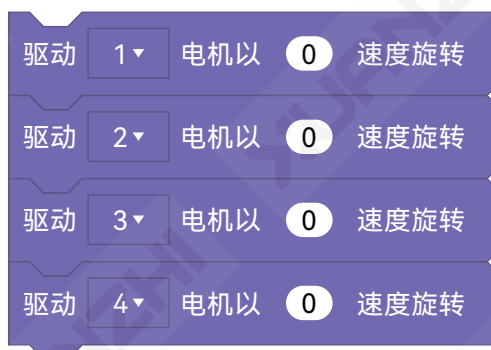 驱动 1▾ 电机以 0 速度旋转
驱动 2▾ 电机以 0 速度旋转
驱动 3▾ 电机以 0 速度旋转
驱动 4▾ 电机以 0 速度旋转